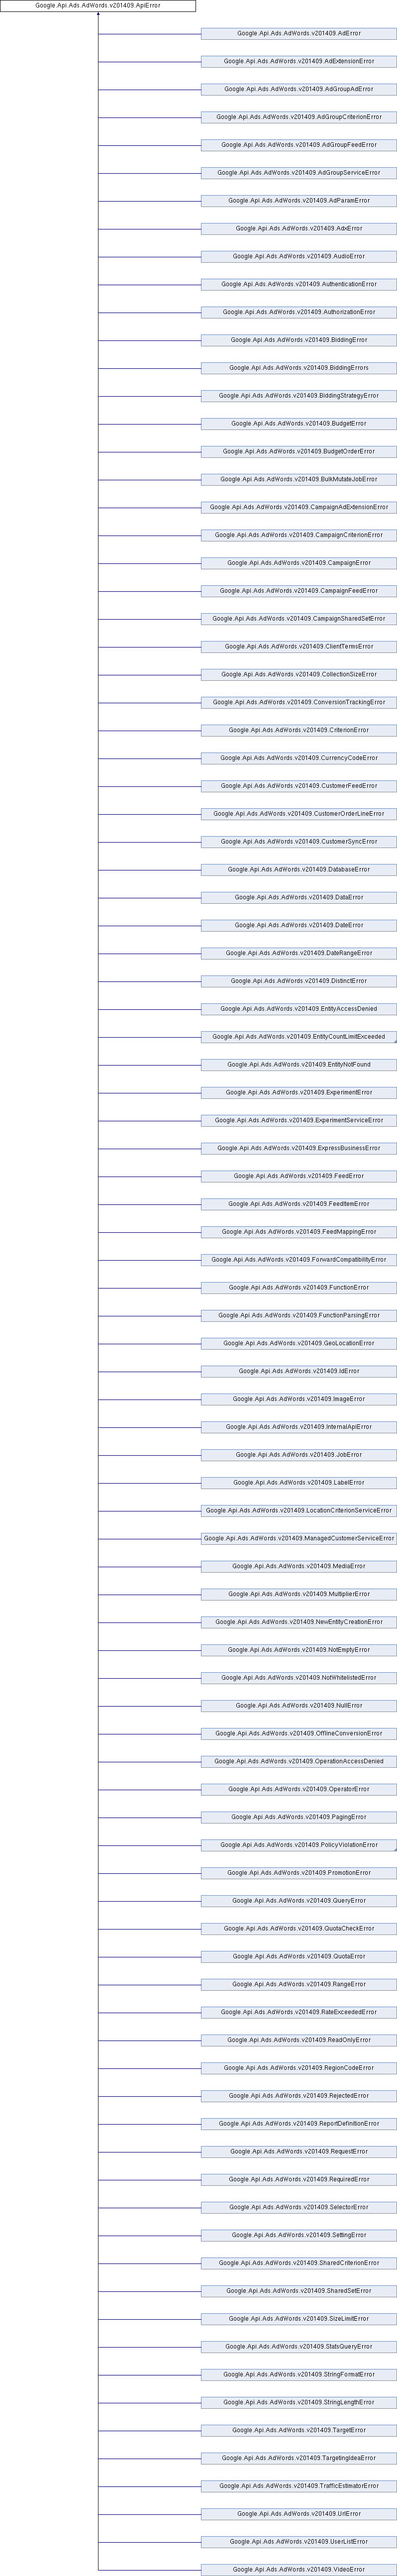 Google.Api.Ads.AdWords.v201409.ApiError
Google.Api.Ads.AdWords.v201409.AdError
Google.Api.Ads.AdWords.v201409.AdExtensionError
Google.Api.Ads.AdWords.v201409.AdGroupAdError
Google.Api.Ads.AdWords.v201409.AdGroupCriterionError
Google.Api.Ads.AdWords.v201409.AdGroupFeedError
Google.Api.Ads.AdWords.v201409.AdGroupServiceError
Google.Api.Ads.AdWords.v201409.AdParamError
Google.Api.Ads.AdWords.v201409.AdxError
Google.Api.Ads.AdWords.v201409.AudioError
Google.Api.Ads.AdWords.v201409.AuthenticationError
Google.Api.Ads.AdWords.v201409.AuthorizationError
Google.Api.Ads.AdWords.v201409.BiddingError
Google.Api.Ads.AdWords.v201409.BiddingErrors
Google.Api.Ads.AdWords.v201409.BiddingStrategyError
Google.Api.Ads.AdWords.v201409.BudgetError
Google.Api.Ads.AdWords.v201409.BudgetOrderError
Google.Api.Ads.AdWords.v201409.BulkMutateJobError
Google.Api.Ads.AdWords.v201409.CampaignAdExtensionError
Google.Api.Ads.AdWords.v201409.CampaignCriterionError
Google.Api.Ads.AdWords.v201409.CampaignError
Google.Api.Ads.AdWords.v201409.CampaignFeedError
Google.Api.Ads.AdWords.v201409.CampaignSharedSetError
Google.Api.Ads.AdWords.v201409.ClientTermsError
Google.Api.Ads.AdWords.v201409.CollectionSizeError
Google.Api.Ads.AdWords.v201409.ConversionTrackingError
Google.Api.Ads.AdWords.v201409.CriterionError
Google.Api.Ads.AdWords.v201409.CurrencyCodeError
Google.Api.Ads.AdWords.v201409.CustomerFeedError
Google.Api.Ads.AdWords.v201409.CustomerOrderLineError
Google.Api.Ads.AdWords.v201409.CustomerSyncError
Google.Api.Ads.AdWords.v201409.DatabaseError
Google.Api.Ads.AdWords.v201409.DataError
Google.Api.Ads.AdWords.v201409.DateError
Google.Api.Ads.AdWords.v201409.DateRangeError
Google.Api.Ads.AdWords.v201409.DistinctError
Google.Api.Ads.AdWords.v201409.EntityAccessDenied
Google.Api.Ads.AdWords.v201409.EntityCountLimitExceeded
Google.Api.Ads.AdWords.v201409.EntityNotFound
Google.Api.Ads.AdWords.v201409.ExperimentError
Google.Api.Ads.AdWords.v201409.ExperimentServiceError
Google.Api.Ads.AdWords.v201409.ExpressBusinessError
Google.Api.Ads.AdWords.v201409.FeedError
Google.Api.Ads.AdWords.v201409.FeedItemError
Google.Api.Ads.AdWords.v201409.FeedMappingError
Google.Api.Ads.AdWords.v201409.ForwardCompatibilityError
Google.Api.Ads.AdWords.v201409.FunctionError
Google.Api.Ads.AdWords.v201409.FunctionParsingError
Google.Api.Ads.AdWords.v201409.GeoLocationError
Google.Api.Ads.AdWords.v201409.IdError
Google.Api.Ads.AdWords.v201409.ImageError
Google.Api.Ads.AdWords.v201409.InternalApiError
Google.Api.Ads.AdWords.v201409.JobError
Google.Api.Ads.AdWords.v201409.LabelError
Google.Api.Ads.AdWords.v201409.LocationCriterionServiceError
Google.Api.Ads.AdWords.v201409.ManagedCustomerServiceError
Google.Api.Ads.AdWords.v201409.MediaError
Google.Api.Ads.AdWords.v201409.MultiplierError
Google.Api.Ads.AdWords.v201409.NewEntityCreationError
Google.Api.Ads.AdWords.v201409.NotEmptyError
Google.Api.Ads.AdWords.v201409.NotWhitelistedError
Google.Api.Ads.AdWords.v201409.NullError
Google.Api.Ads.AdWords.v201409.OfflineConversionError
Google.Api.Ads.AdWords.v201409.OperationAccessDenied
Google.Api.Ads.AdWords.v201409.OperatorError
Google.Api.Ads.AdWords.v201409.PagingError
Google.Api.Ads.AdWords.v201409.PolicyViolationError
Google.Api.Ads.AdWords.v201409.PromotionError
Google.Api.Ads.AdWords.v201409.QueryError
Google.Api.Ads.AdWords.v201409.QuotaCheckError
Google.Api.Ads.AdWords.v201409.QuotaError
Google.Api.Ads.AdWords.v201409.RangeError
Google.Api.Ads.AdWords.v201409.RateExceededError
Google.Api.Ads.AdWords.v201409.ReadOnlyError
Google.Api.Ads.AdWords.v201409.RegionCodeError
Google.Api.Ads.AdWords.v201409.RejectedError
Google.Api.Ads.AdWords.v201409.ReportDefinitionError
Google.Api.Ads.AdWords.v201409.RequestError
Google.Api.Ads.AdWords.v201409.RequiredError
Google.Api.Ads.AdWords.v201409.SelectorError
Google.Api.Ads.AdWords.v201409.SettingError
Google.Api.Ads.AdWords.v201409.SharedCriterionError
Google.Api.Ads.AdWords.v201409.SharedSetError
Google.Api.Ads.AdWords.v201409.SizeLimitError
Google.Api.Ads.AdWords.v201409.StatsQueryError
Google.Api.Ads.AdWords.v201409.StringFormatError
Google.Api.Ads.AdWords.v201409.StringLengthError
Google.Api.Ads.AdWords.v201409.TargetError
Google.Api.Ads.AdWords.v201409.TargetingIdeaError
Google.Api.Ads.AdWords.v201409.TrafficEstimatorError
Google.Api.Ads.AdWords.v201409.UrlError
Google.Api.Ads.AdWords.v201409.UserListError
Google.Api.Ads.AdWords.v201409.VideoError